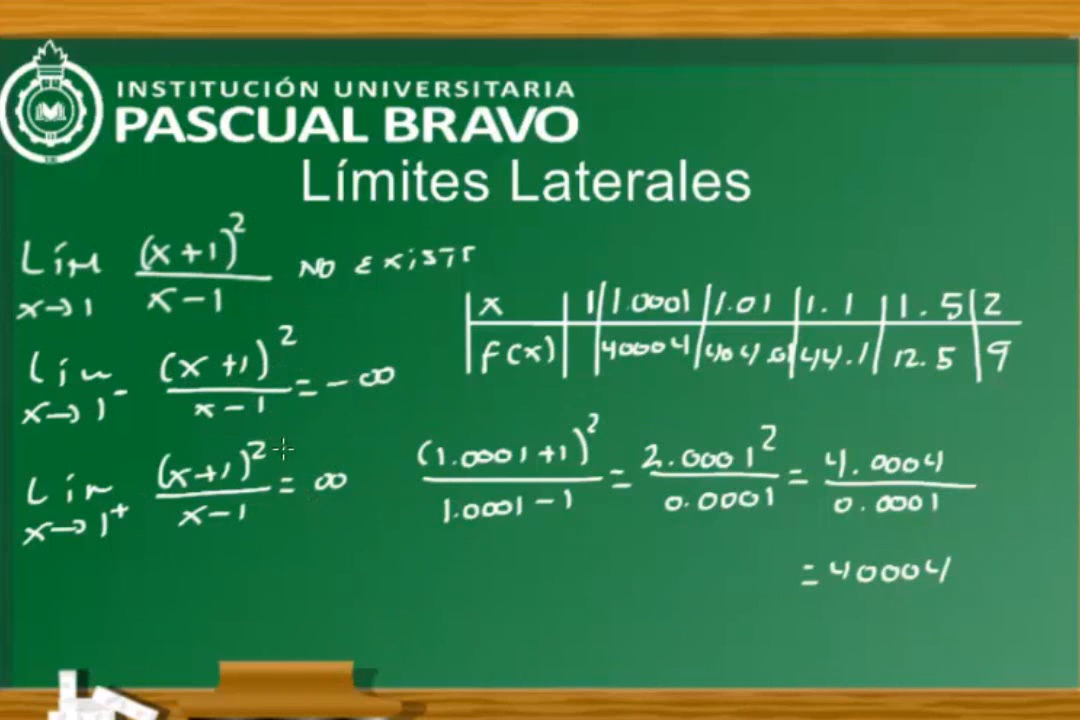 INSTITUCIÓN UNIVERSITARIA
PASCUAL BRAVO
Límites Laterales
Lím x→1 (x+1)² / x-1 NO EXISTE
Lím x→1⁻ (x+1)² / x-1 = -∞
Lím x→1⁺ (x+1)² / x-1 = ∞
x | 1 | 1.0001 | 1.01 | 1.1 | 1.5 | 2
f(x) | | 40004 | 404.01 | 44.1 | 12.5 | 9
(1.0001+1)² / 1.0001-1 = 2.0001² / 0.0001 = 4.0004 / 0.0001
= 40004